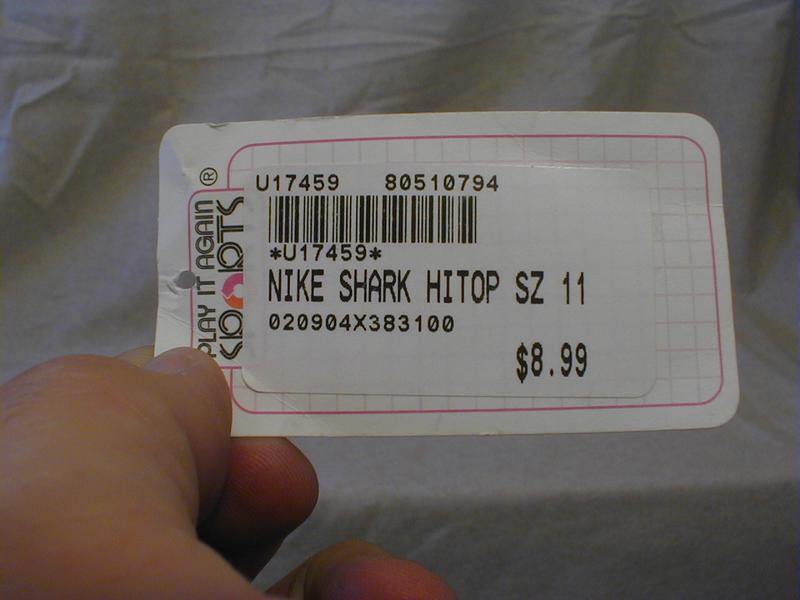 U17459 80510794
*U17459*
NIKE SHARK HITOP SZ 11
020904X383100
$8.99
PLAY IT AGAIN ®
SPORTS